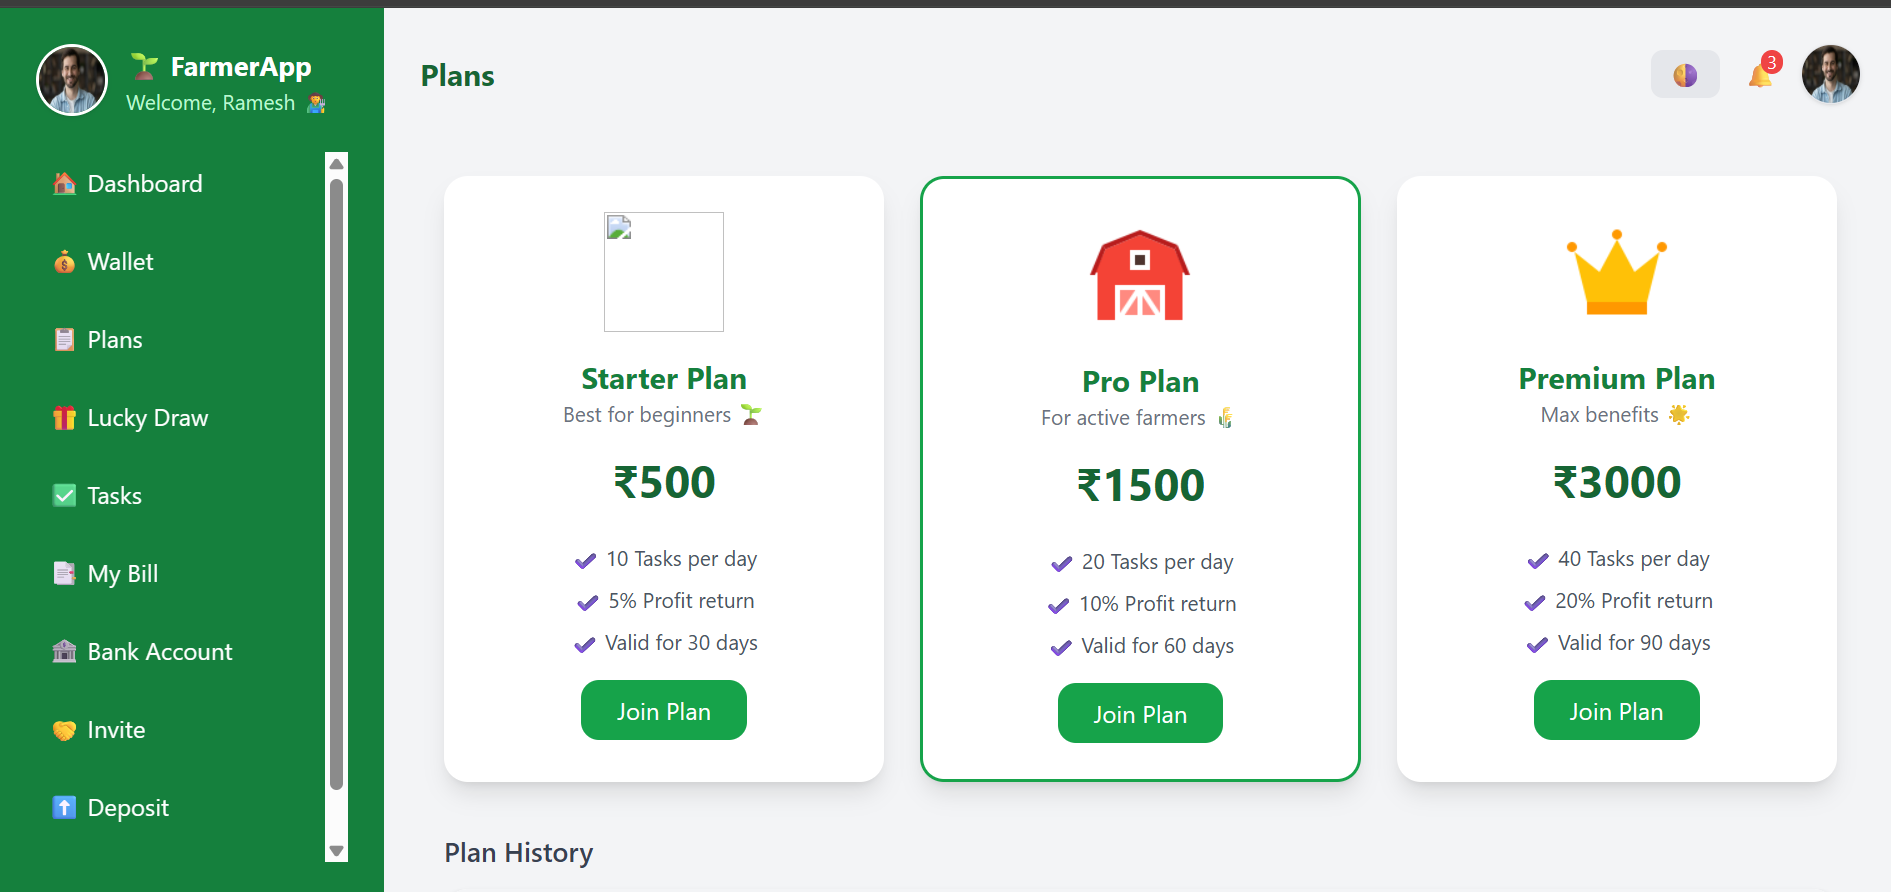 FarmerApp
Welcome, Ramesh
Dashboard
Wallet
Plans
Lucky Draw
Tasks
My Bill
Bank Account
Invite
Deposit
Plans
3
Starter Plan
Best for beginners
₹500
10 Tasks per day
5% Profit return
Valid for 30 days
Join Plan
Pro Plan
For active farmers
₹1500
20 Tasks per day
10% Profit return
Valid for 60 days
Join Plan
Premium Plan
Max benefits
₹3000
40 Tasks per day
20% Profit return
Valid for 90 days
Join Plan
Plan History